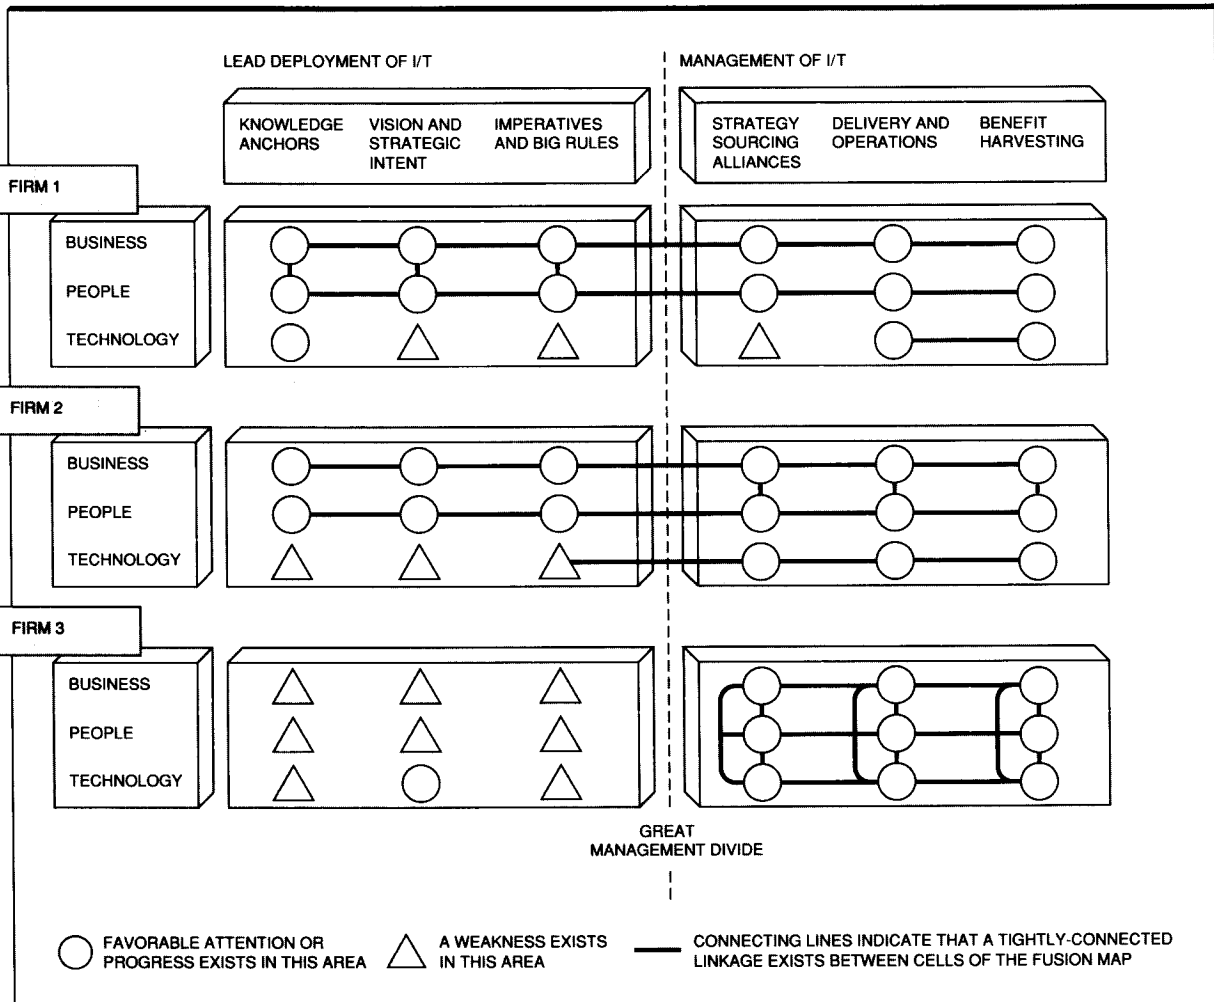 LEAD DEPLOYMENT OF I/T
MANAGEMENT OF I/T
KNOWLEDGE
ANCHORS
VISION AND
STRATEGIC
INTENT
IMPERATIVES
AND BIG RULES
STRATEGY
SOURCING
ALLIANCES
DELIVERY AND
OPERATIONS
BENEFIT
HARVESTING
FIRM 1
BUSINESS
PEOPLE
TECHNOLOGY
FIRM 2
BUSINESS
PEOPLE
TECHNOLOGY
FIRM 3
BUSINESS
PEOPLE
TECHNOLOGY
GREAT
MANAGEMENT DIVIDE
FAVORABLE ATTENTION OR
PROGRESS EXISTS IN THIS AREA
A WEAKNESS EXISTS
IN THIS AREA
CONNECTING LINES INDICATE THAT A TIGHTLY-CONNECTED
LINKAGE EXISTS BETWEEN CELLS OF THE FUSION MAP